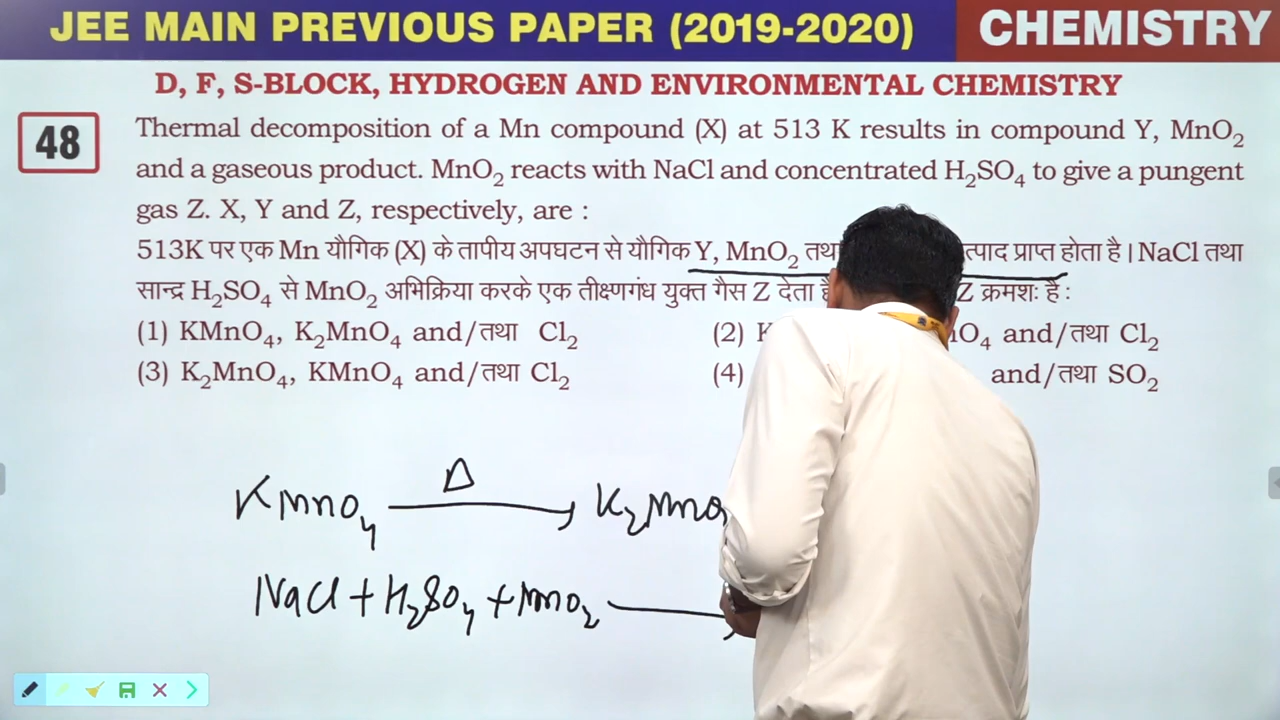 JEE MAIN PREVIOUS PAPER (2019-2020) CHEMISTRY
D, F, S-BLOCK, HYDROGEN AND ENVIRONMENTAL CHEMISTRY
48 Thermal decomposition of a Mn compound (X) at 513 K results in compound Y, MnO₂
and a gaseous product. MnO₂ reacts with NaCl and concentrated H₂SO₄ to give a pungent
gas Z. X, Y and Z, respectively, are :
513K पर एक Mn यौगिक (X) के तापीय अपघटन से यौगिक Y, MnO₂ होता है। NaCl तथा
सान्द्र H₂SO₄ से MnO₂ अभिक्रिया करके एक तीक्ष्णगंध युक्त गैस Z देता Z क्रमशः हैं :
(1) KMnO₄, K₂MnO₄ and/तथा Cl₂ (2) and/तथा Cl₂
(3) K₂MnO₄, KMnO₄ and/तथा Cl₂ (4) and/तथा SO₂
KMnO₄ —Δ→ K₂MnO
NaCl + H₂SO₄ + MnO₂ →